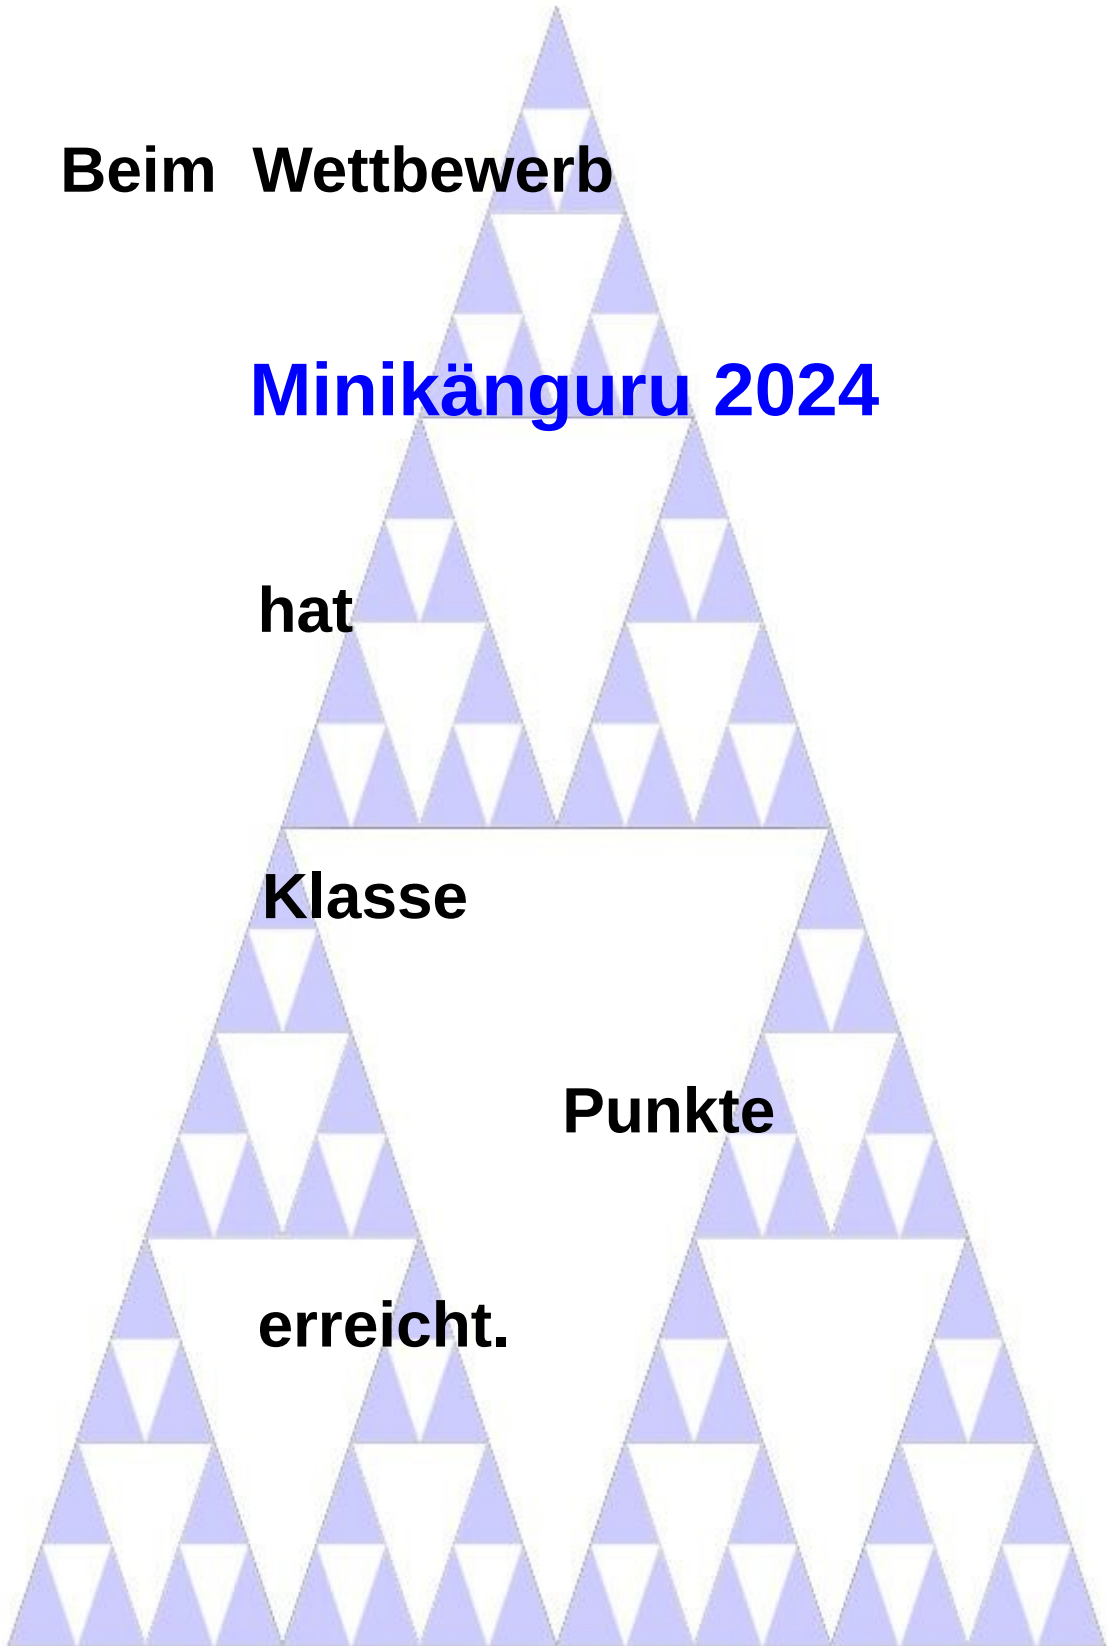 Beim Wettbewerb
Minikänguru 2024
hat
Klasse
Punkte
erreicht.